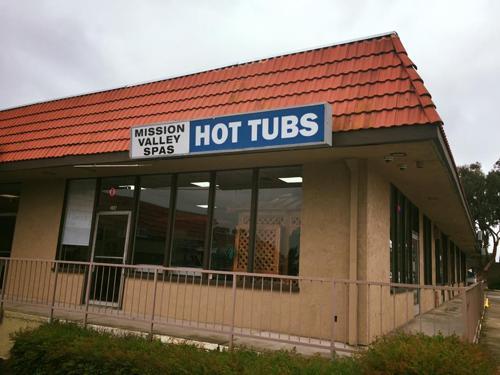 MISSION
VALLEY
SPAS
HOT TUBS